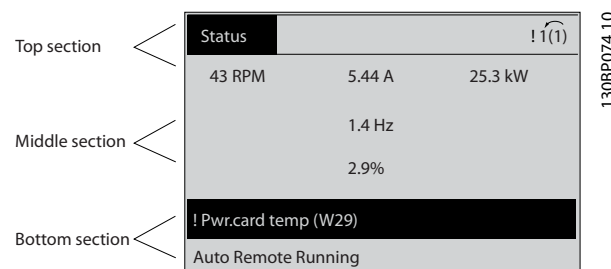 Top section
Status
! 1(1)
43 RPM 5.44 A 25.3 kW
Middle section
1.4 Hz
2.9%
Bottom section
! Pwr.card temp (W29)
Auto Remote Running
130BP074.10